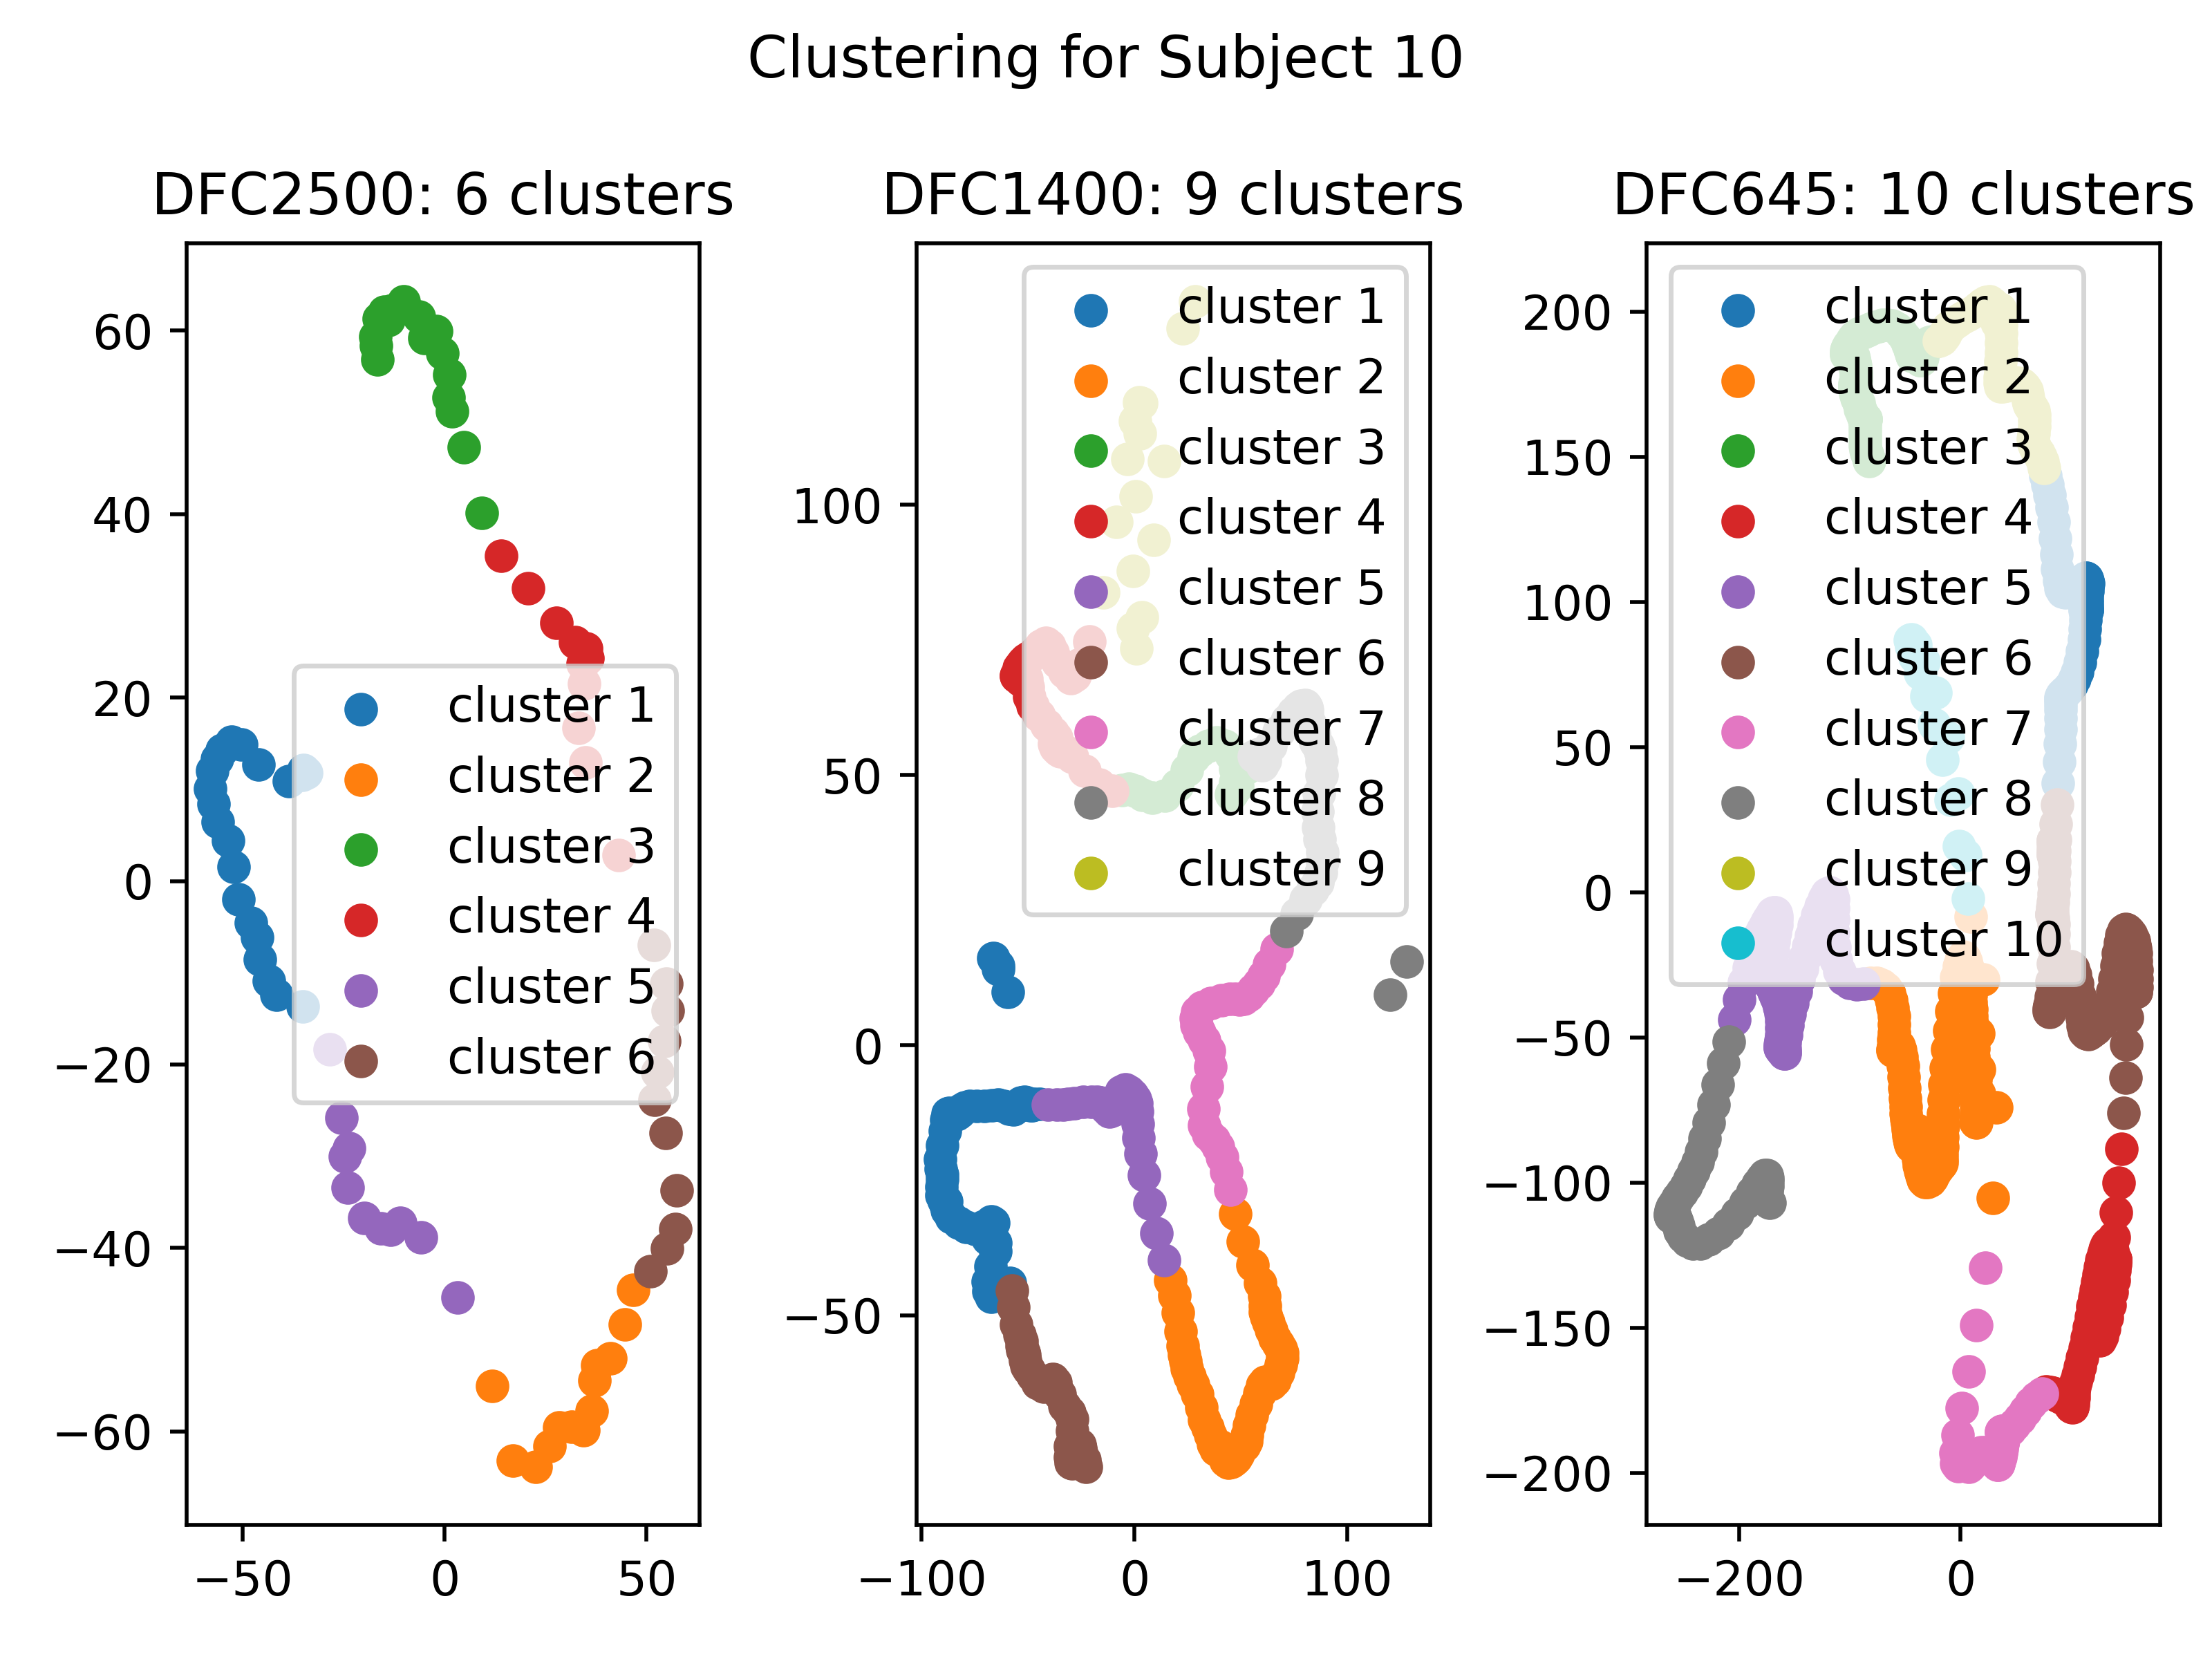 Clustering for Subject 10
DFC2500: 6 clusters
60
40
20
0
−20
−40
−60
−50
0
50
cluster 1
cluster 2
cluster 3
cluster 4
cluster 5
cluster 6
DFC1400: 9 clusters
100
50
0
−50
−100
0
100
cluster 1
cluster 2
cluster 3
cluster 4
cluster 5
cluster 6
cluster 7
cluster 8
cluster 9
DFC645: 10 clusters
200
150
100
50
0
−50
−100
−150
−200
−200
0
cluster 1
cluster 2
cluster 3
cluster 4
cluster 5
cluster 6
cluster 7
cluster 8
cluster 9
cluster 10